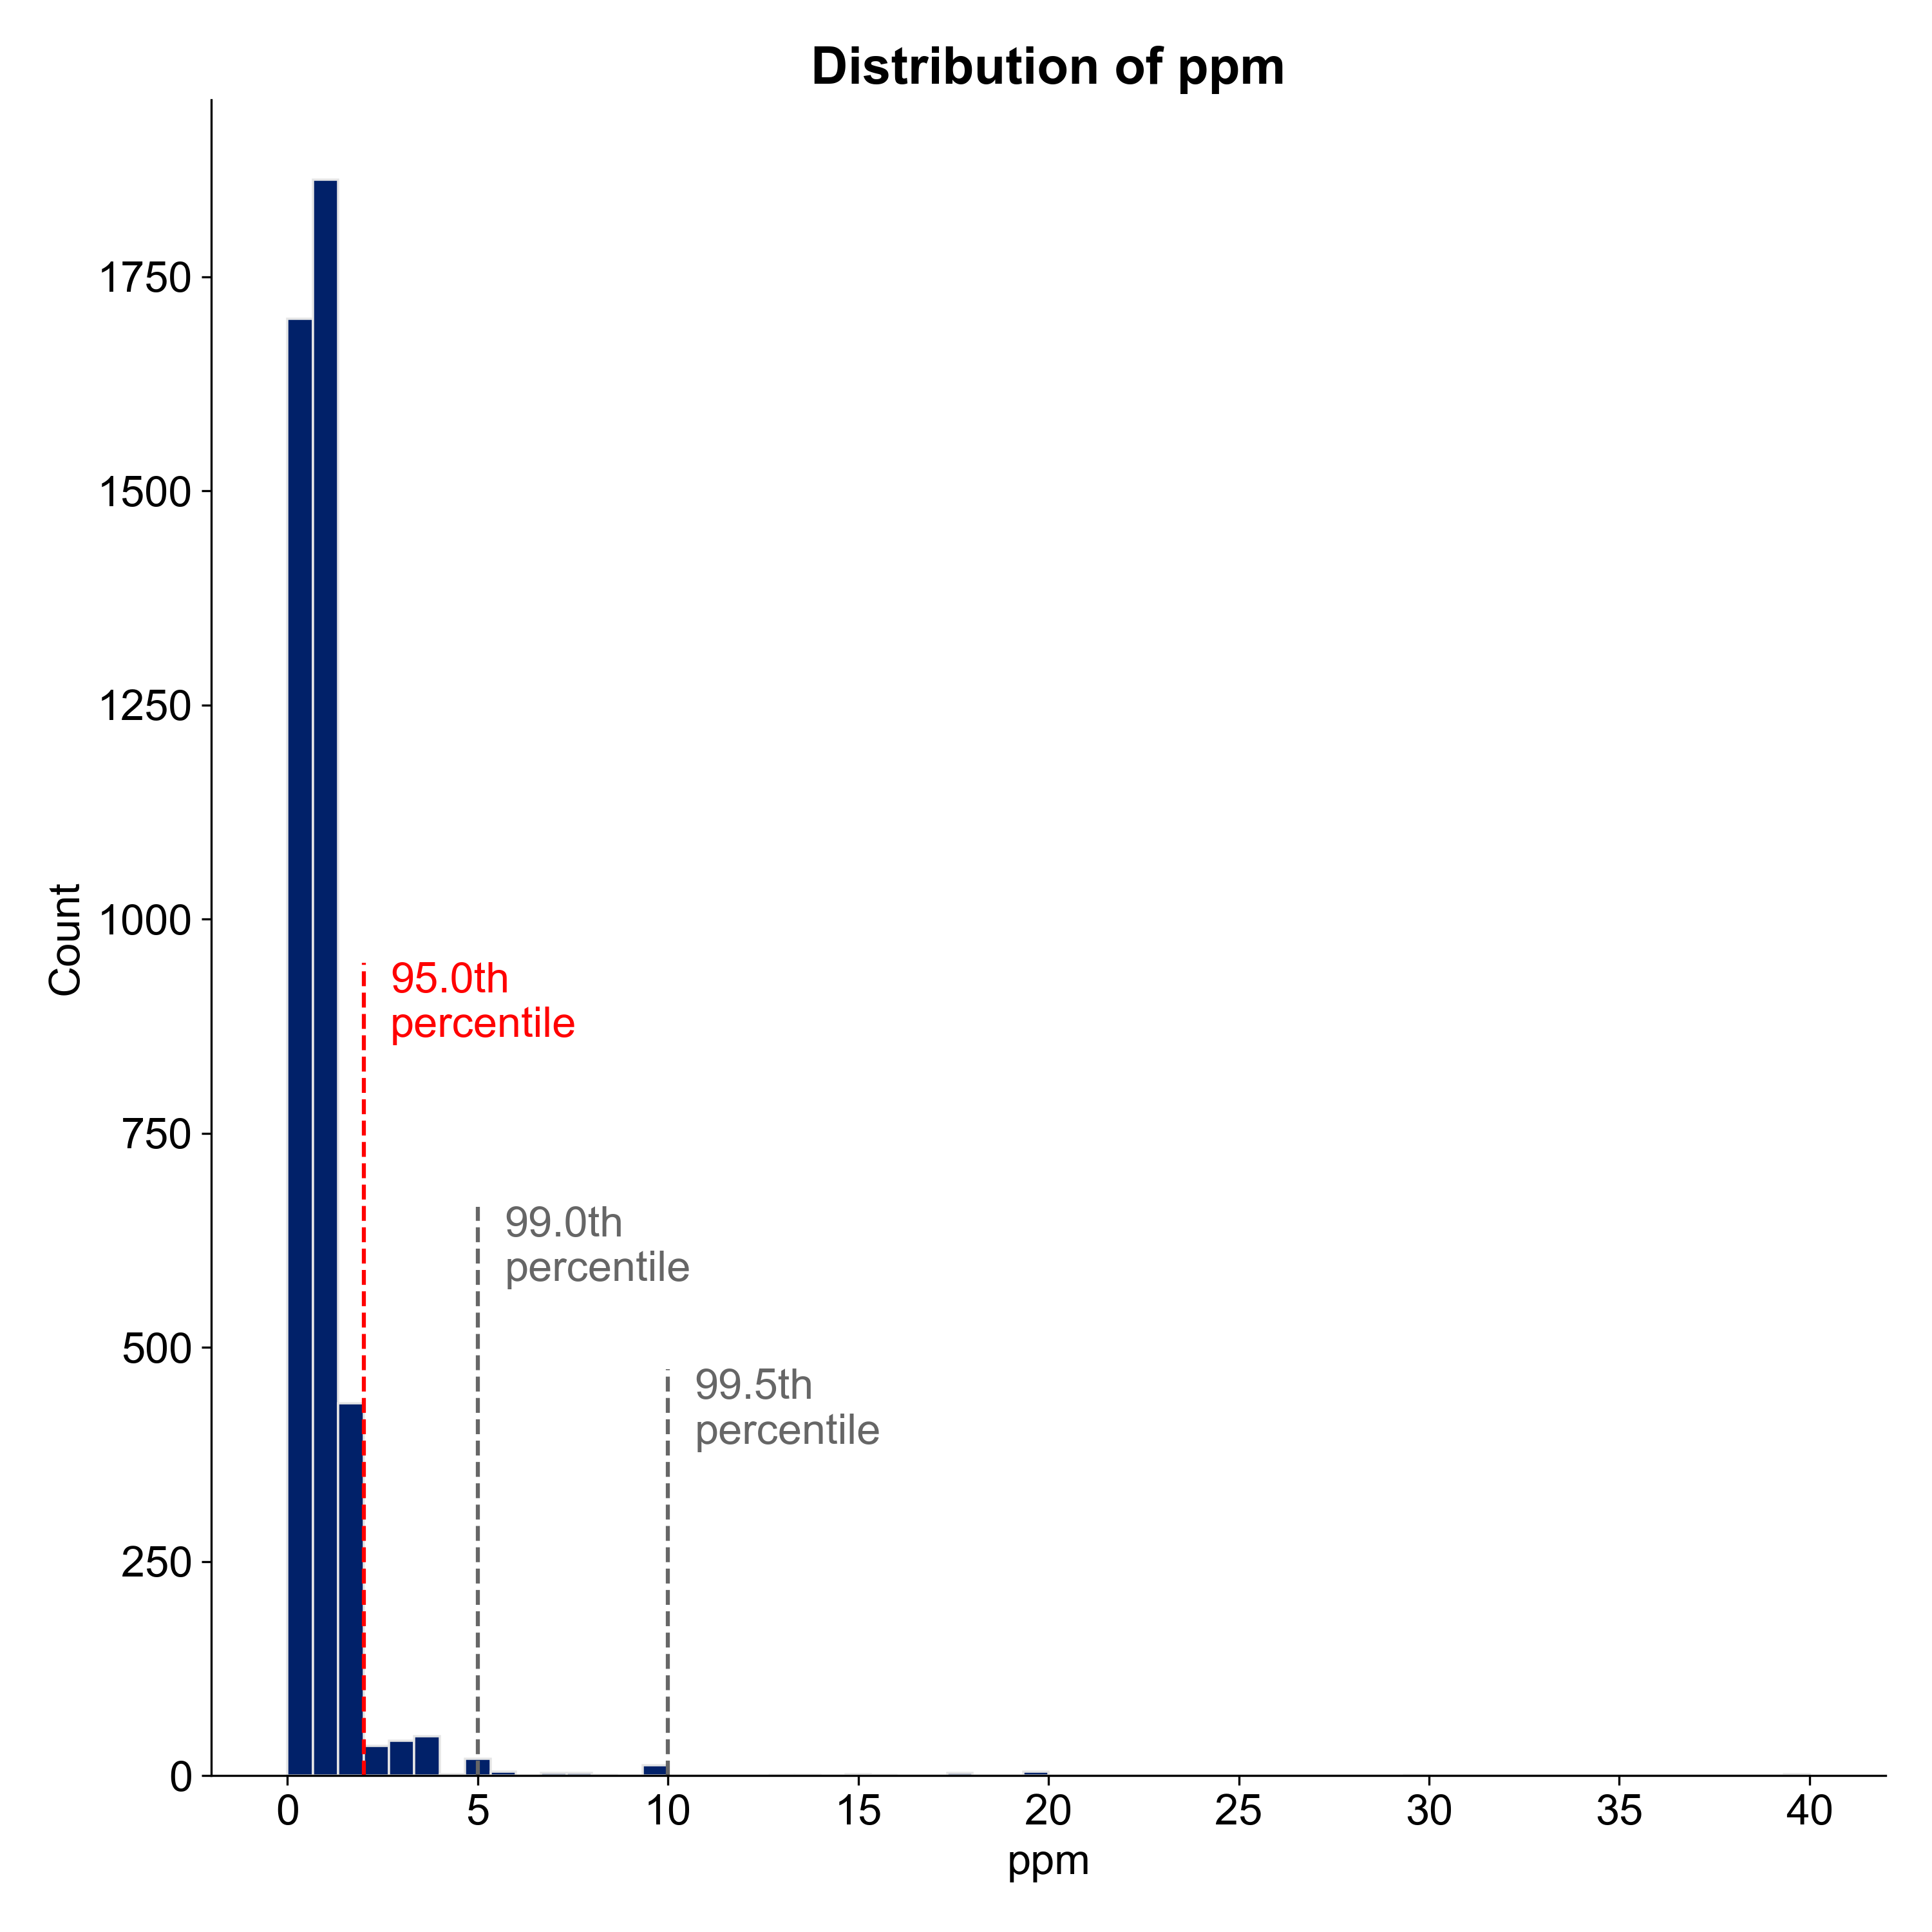 Distribution of ppm
Count
1750
1500
1250
1000
750
500
250
0
95.0th
percentile
99.0th
percentile
99.5th
percentile
0 5 10 15 20 25 30 35 40
ppm